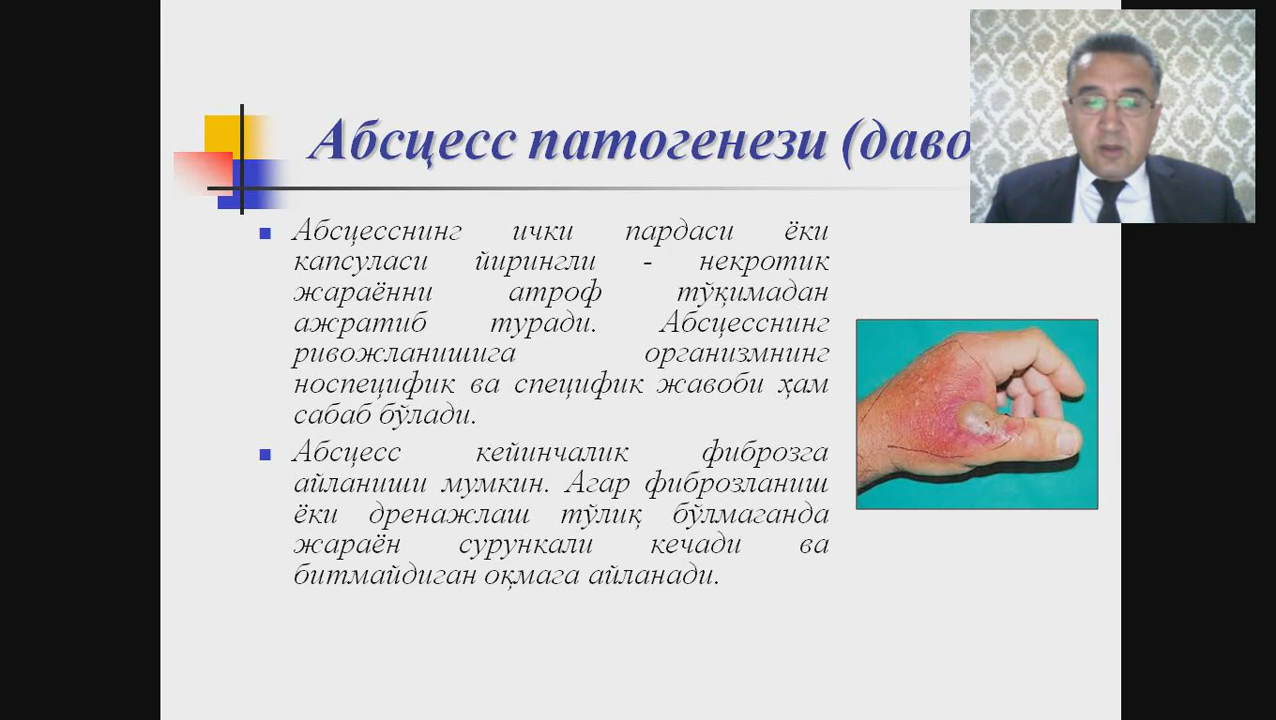 Абсцесс патогенези (даво
Абсцесснинг ички пардаси ёки
капсуласи йирингли - некротик
жараённи атроф тўқимадан
ажратиб туради. Абсцесснинг
ривожланишига организмнинг
носпецифик ва специфик жавоби ҳам
сабаб бўлади.
Абсцесс кейинчалик фиброзга
айланиши мумкин. Агар фиброзланиш
ёки дренажлаш тўлиқ бўлмаганда
жараён сурункали кечади ва
битмайдиган оқмага айланади.